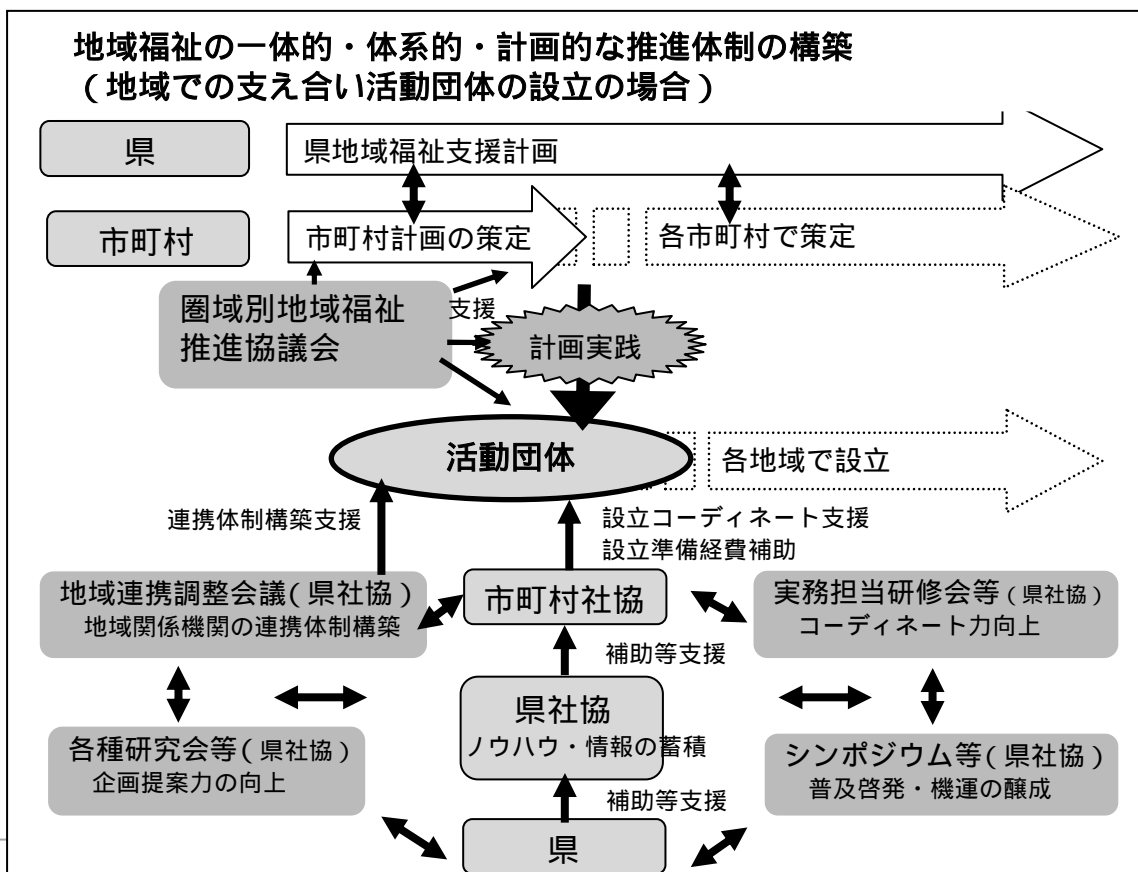 地域福祉の一体的・体系的・計画的な推進体制の構築
(地域での支え合い活動団体の設立の場合)
県
県地域福祉支援計画
市町村
市町村計画の策定
各市町村で策定
圏域別地域福祉
推進協議会
支援
計画実践
活動団体
各地域で設立
連携体制構築支援
設立コーディネート支援
設立準備経費補助
地域連携調整会議(県社協)
地域関係機関の連携体制構築
市町村社協
実務担当研修会等(県社協)
コーディネート力向上
補助等支援
県社協
ノウハウ・情報の蓄積
各種研究会等(県社協)
企画提案力の向上
シンポジウム等(県社協)
普及啓発・機運の醸成
補助等支援
県